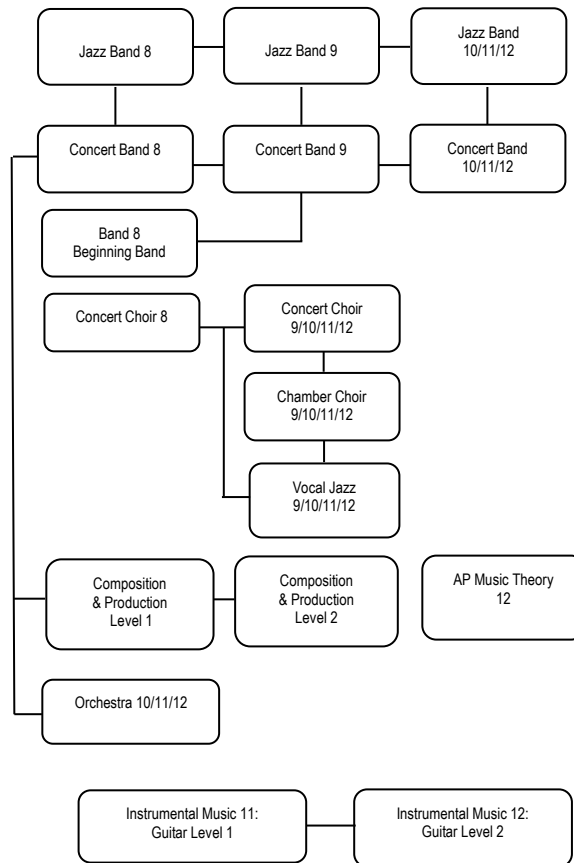 Jazz Band 8
Jazz Band 9
Jazz Band
10/11/12
Concert Band 8
Concert Band 9
Concert Band
10/11/12
Band 8
Beginning Band
Concert Choir 8
Concert Choir
9/10/11/12
Chamber Choir
9/10/11/12
Vocal Jazz
9/10/11/12
Composition
& Production
Level 1
Composition
& Production
Level 2
AP Music Theory
12
Orchestra 10/11/12
Instrumental Music 11:
Guitar Level 1
Instrumental Music 12:
Guitar Level 2